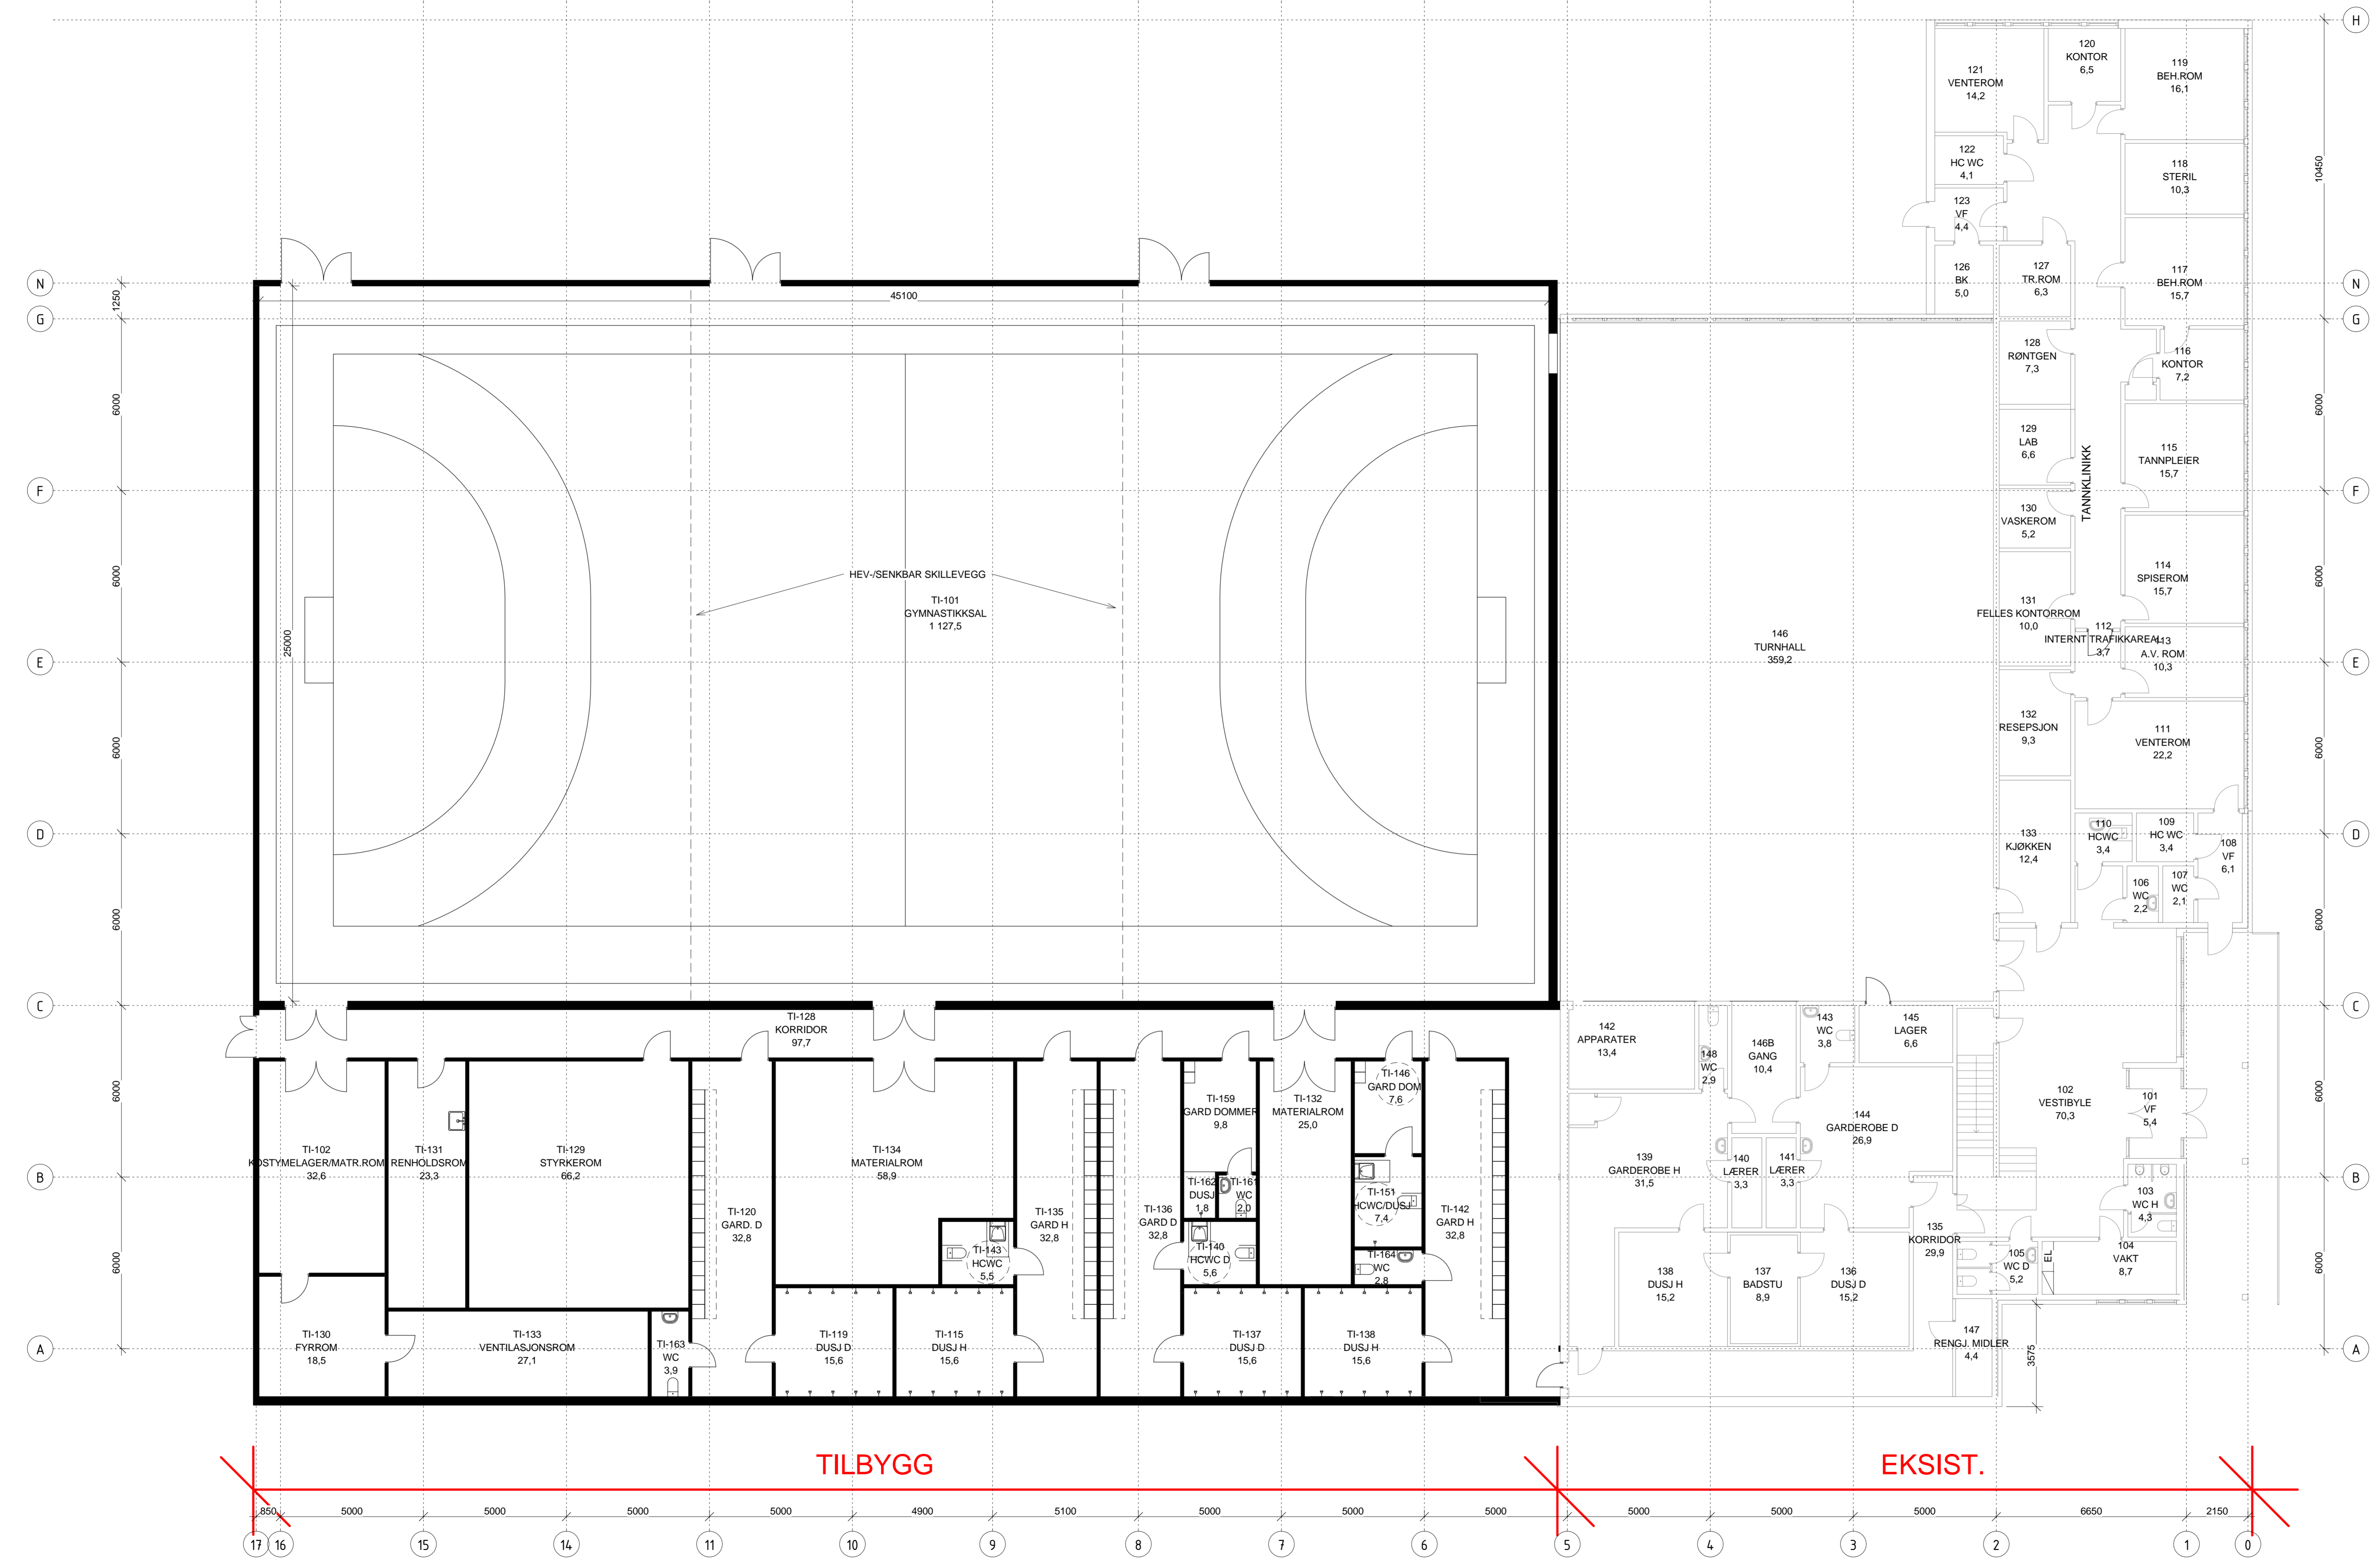 H
120
KONTOR
6,5
121
VENTEROM
14,2
119
BEH.ROM
16,1
122
HC WC
4,1
118
STERIL
10,3
10450
123
VF
4,4
126
BK
5,0
127
TR.ROM
6,3
117
BEH.ROM
15,7
N
N
1250
45100
G
G
128
RØNTGEN
7,3
116
KONTOR
7,2
6000
6000
129
LAB
6,6
115
TANNPLEIER
15,7
TANNKLINIKK
F
F
130
VASKEROM
5,2
114
SPISEROM
15,7
6000
6000
HEV-/SENKBAR SKILLEVEGG
TI-101
GYMNASTIKKSAL
1 127,5
25000
131
FELLES KONTORROM
10,0
112
INTERNT TRAFIKKAREAL
3,7
113
A.V. ROM
10,3
146
TURNHALL
359,2
E
E
132
RESEPSJON
9,3
111
VENTEROM
22,2
6000
6000
D
D
133
KJØKKEN
12,4
110
HCWC
3,4
109
HC WC
3,4
108
VF
6,1
106
WC
2,2
107
WC
2,1
6000
6000
C
C
TI-128
KORRIDOR
97,7
142
APPARATER
13,4
148
WC
2,9
146B
GANG
10,4
143
WC
3,8
145
LAGER
6,6
6000
6000
TI-146
GARD DOM
7,6
TI-159
GARD DOMMER
9,8
TI-132
MATERIALROM
25,0
144
GARDEROBE D
26,9
102
VESTIBYLE
70,3
101
VF
5,4
TI-102
KOSTYMELAGER/MATR.ROM
32,6
TI-131
RENHOLDSROM
23,3
TI-129
STYRKEROM
66,2
TI-134
MATERIALROM
58,9
139
GARDEROBE H
31,5
140
LÆRER
3,3
141
LÆRER
3,3
B
B
TI-162
DUSJ
1,8
TI-161
WC
2,0
TI-151
HCWC/DUSJ
7,4
103
WC H
4,3
TI-120
GARD. D
32,8
TI-135
GARD H
32,8
TI-136
GARD D
32,8
TI-142
GARD H
32,8
135
KORRIDOR
29,9
TI-143
HCWC
5,5
TI-140
HCWC D
5,6
TI-164
WC
2,8
105
WC D
5,2
EL
104
VAKT
8,7
6000
6000
138
DUSJ H
15,2
137
BADSTU
8,9
136
DUSJ D
15,2
TI-130
FYRROM
18,5
TI-133
VENTILASJONSROM
27,1
TI-163
WC
3,9
TI-119
DUSJ D
15,6
TI-115
DUSJ H
15,6
TI-137
DUSJ D
15,6
TI-138
DUSJ H
15,6
147
RENGJ. MIDLER
4,4
3575
A
A
TILBYGG
EKSIST.
850 5000 5000 5000 5000 4900 5100 5000 5000 5000 5000 5000 5000 6650 2150
17 16 15 14 11 10 9 8 7 6 5 4 3 2 1 0